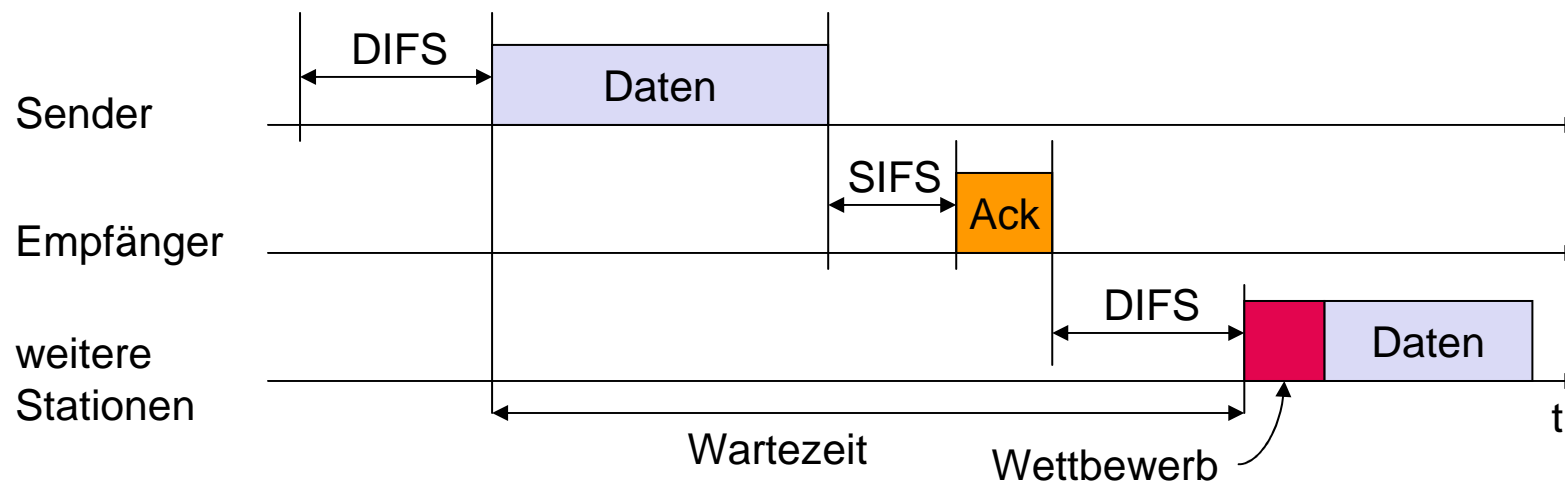 DIFS
Daten
Sender
SIFS
Ack
Empfänger
DIFS
Daten
weitere
Stationen
t
Wartezeit
Wettbewerb